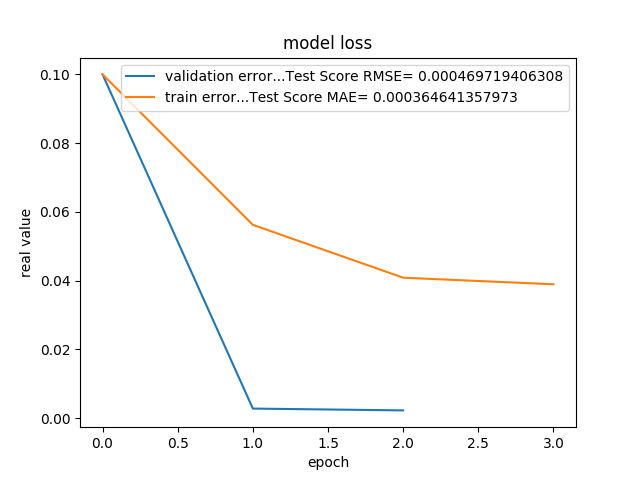 model loss
validation error...Test Score RMSE= 0.000469719406308
train error...Test Score MAE= 0.000364641357973
0.10
0.08
0.06
0.04
0.02
0.00
real value
0.0 0.5 1.0 1.5 2.0 2.5 3.0
epoch